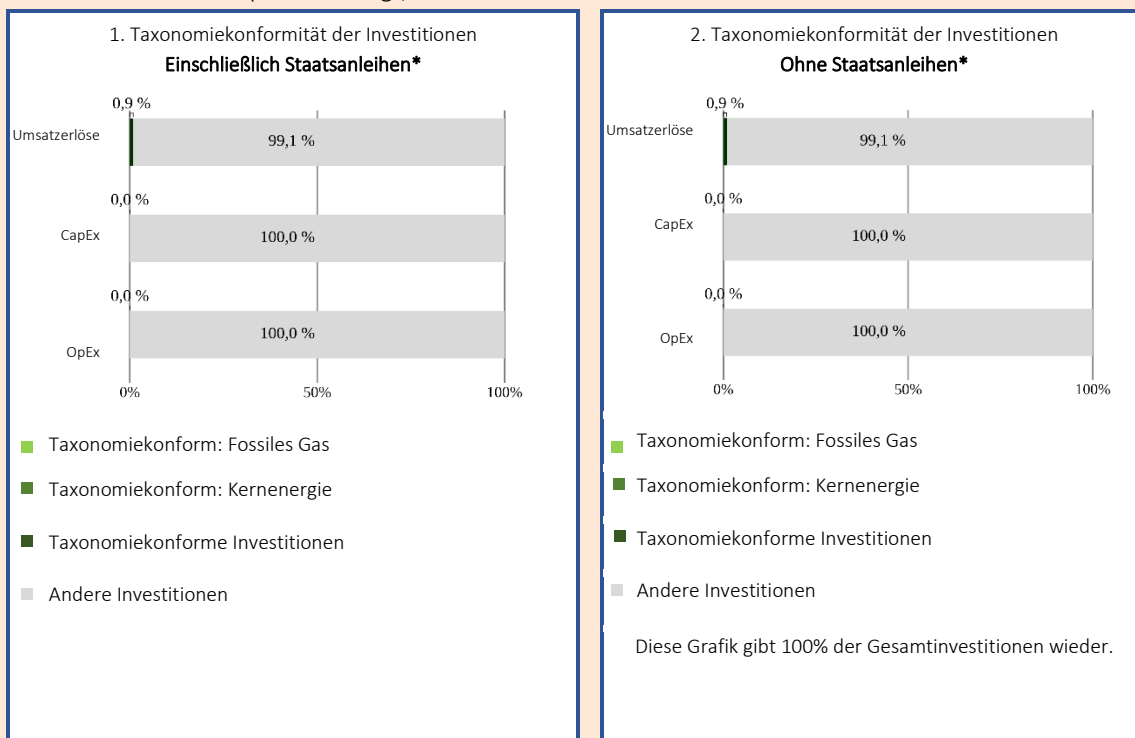 1. Taxonomiekonformität der Investitionen
Einschließlich Staatsanleihen*
0,9 %
Umsatzerlöse
99,1 %
0,0 %
CapEx
100,0 %
0,0 %
OpEx
100,0 %
0%
50%
100%
Taxonomiekonform: Fossiles Gas
Taxonomiekonform: Kernenergie
Taxonomiekonforme Investitionen
Andere Investitionen
2. Taxonomiekonformität der Investitionen
Ohne Staatsanleihen*
0,9 %
Umsatzerlöse
99,1 %
0,0 %
CapEx
100,0 %
0,0 %
OpEx
100,0 %
0%
50%
100%
Taxonomiekonform: Fossiles Gas
Taxonomiekonform: Kernenergie
Taxonomiekonforme Investitionen
Andere Investitionen
Diese Grafik gibt 100% der Gesamtinvestitionen wieder.